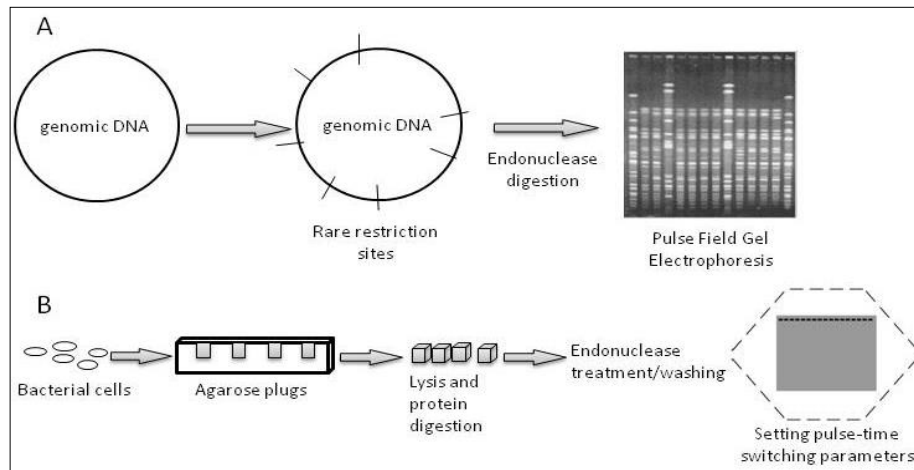 A
genomic DNA
genomic DNA
Endonuclease
digestion
Rare restriction
sites
Pulse Field Gel
Electrophoresis
B
Bacterial cells
Agarose plugs
Lysis and
protein
digestion
Endonuclease
treatment/washing
Setting pulse-time
switching parameters